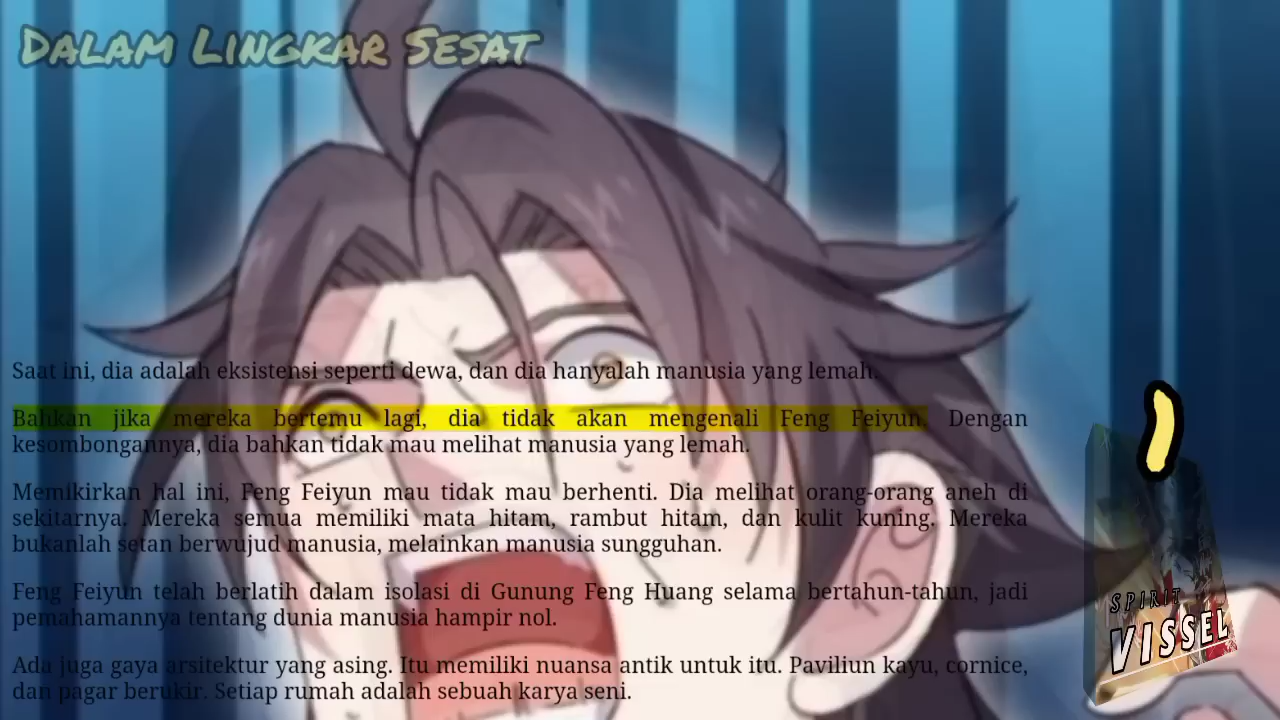 Dalam Lingkar Sesat
Saat ini, dia adalah eksistensi seperti dewa, dan dia hanyalah manusia yang lemah.
Bahkan jika mereka bertemu lagi, dia tidak akan mengenali Feng Feiyun. Dengan
kesombongannya, dia bahkan tidak mau melihat manusia yang lemah.
Memikirkan hal ini, Feng Feiyun mau tidak mau berhenti. Dia melihat orang-orang aneh di
sekitarnya. Mereka semua memiliki mata hitam, rambut hitam, dan kulit kuning. Mereka
bukanlah setan berwujud manusia, melainkan manusia sungguhan.
Feng Feiyun telah berlatih dalam isolasi di Gunung Feng Huang selama bertahun-tahun, jadi
pemahamannya tentang dunia manusia hampir nol.
Ada juga gaya arsitektur yang asing. Itu memiliki nuansa antik untuk itu. Paviliun kayu, cornice,
dan pagar berukir. Setiap rumah adalah sebuah karya seni.
1
SPIRIT
VISSEL